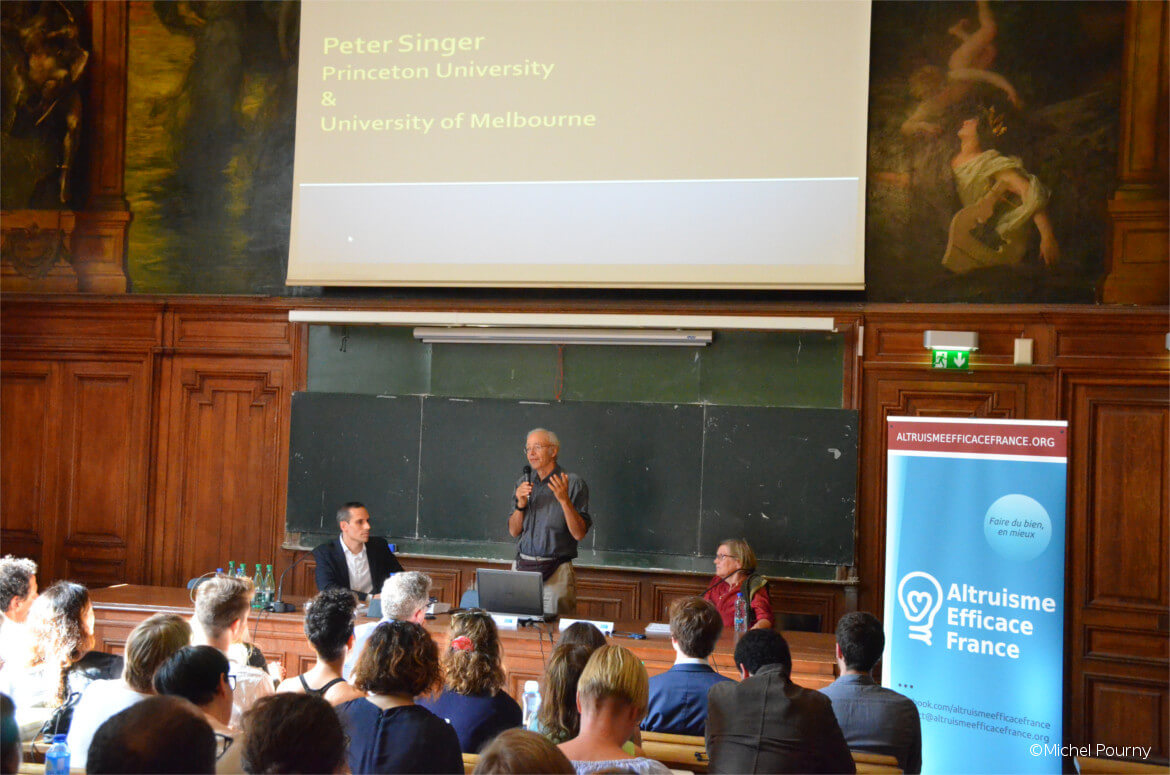 Peter Singer
Princeton University
&
University of Melbourne
ALTRUISMEEFFICACEFRANCE.ORG
Faire du bien,
en mieux
Altruisme
Efficace
France
©Michel Pourny